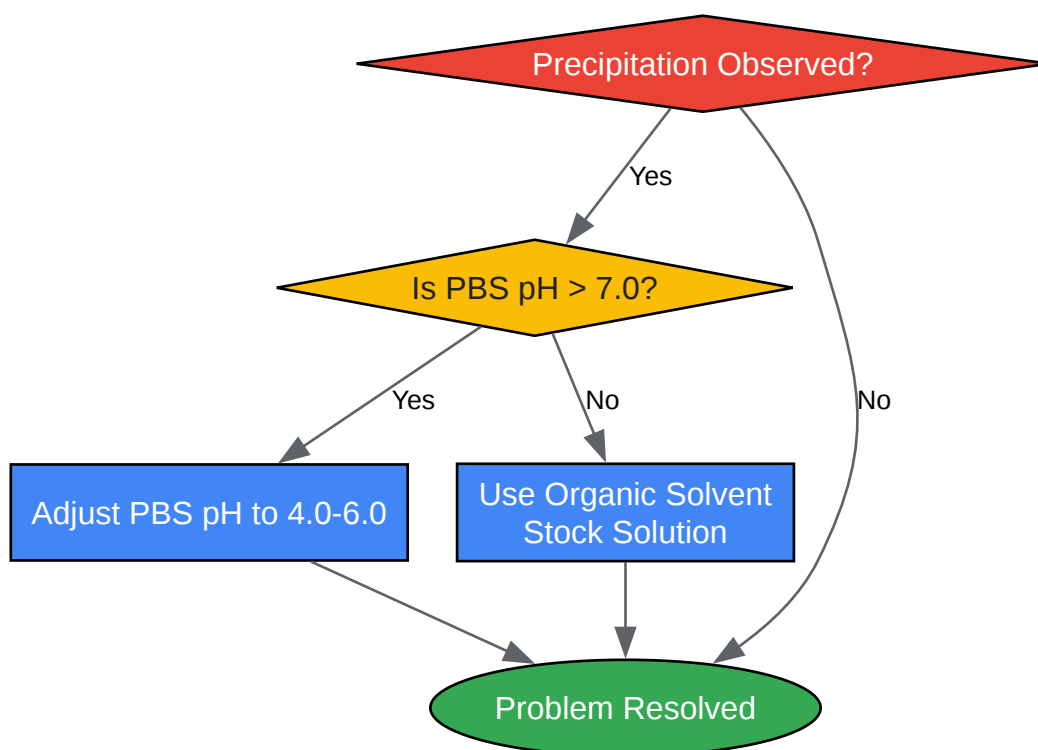 Precipitation Observed?
Yes
Is PBS pH > 7.0?
Yes
No
No
Adjust PBS pH to 4.0-6.0
Use Organic Solvent
Stock Solution
Problem Resolved